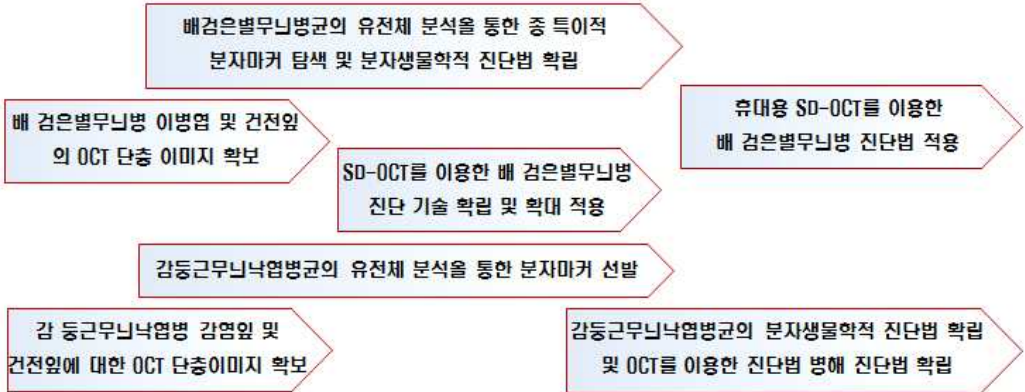 배검은별무늬병균의 유전체 분석을 통한 종 특이적
분자마커 탐색 및 분자생물학적 진단법 확립
배 검은별무늬병 이병엽 및 건전잎
의 OCT 단층 이미지 확보
휴대용 SD-OCT를 이용한
배 검은별무늬병 진단법 적용
SD-OCT를 이용한 배 검은별무늬병
진단 기술 확립 및 확대 적용
감둥근무늬낙엽병균의 유전체 분석을 통한 분자마커 선발
감 둥근무늬낙엽병 감염잎 및
건전잎에 대한 OCT 단층이미지 확보
감둥근무늬낙엽병균의 분자생물학적 진단법 확립
및 OCT를 이용한 진단법 병해 진단법 확립